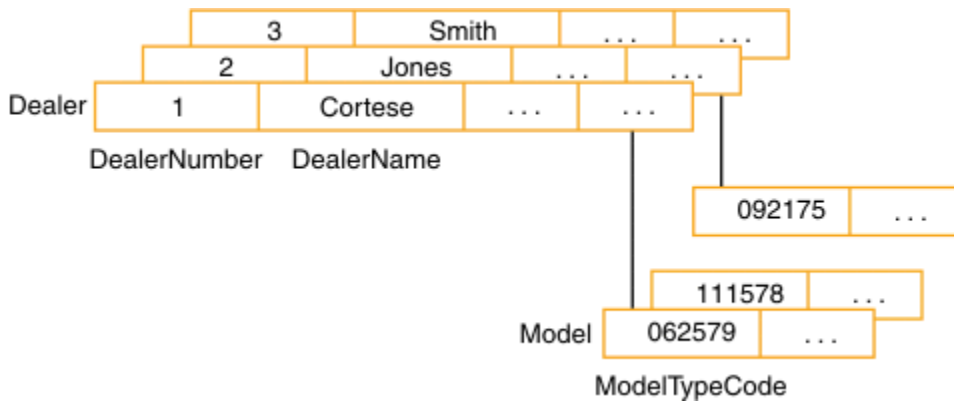 3 Smith ... ...
2 Jones ... ...
Dealer 1 Cortese ... ...
DealerNumber DealerName
092175 ...
111578 ...
Model 062579 ...
ModelTypeCode